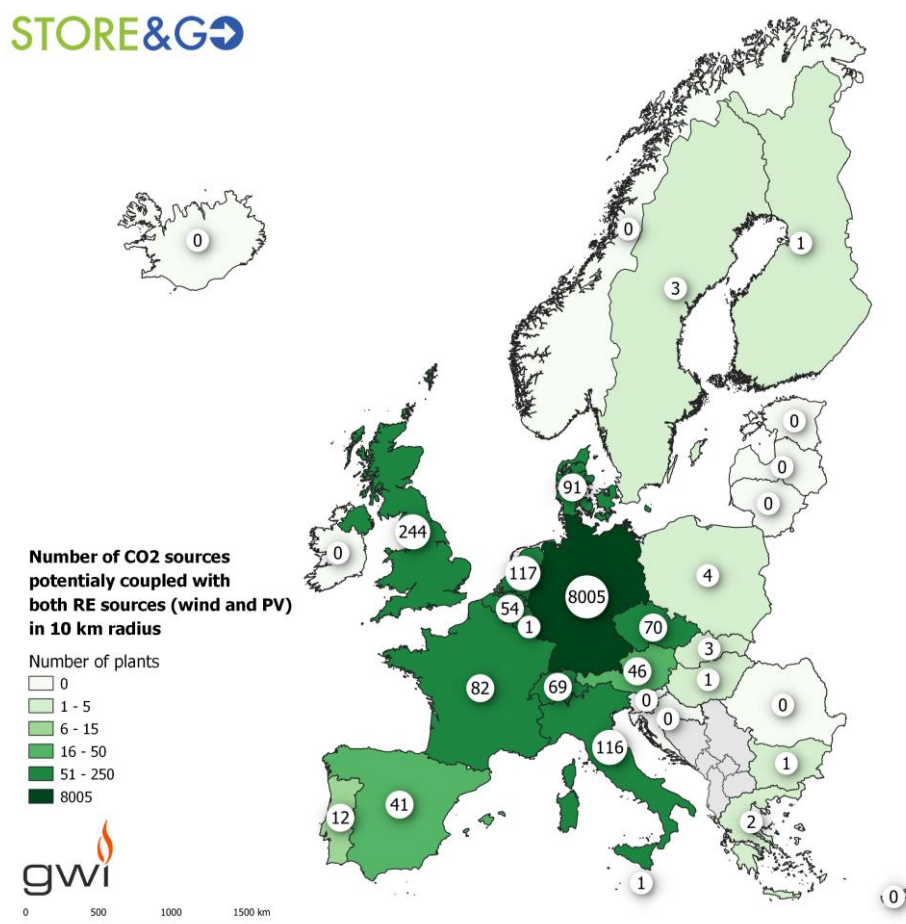 STORE&GO
0
0
1
3
0
0
0
91
244
0
117
8005
4
54
1
70
3
46
1
82
69
0
0
0
116
1
41
12
2
1
0
Number of CO2 sources
potentialy coupled with
both RE sources (wind and PV)
in 10 km radius
Number of plants
0
1 - 5
6 - 15
16 - 50
51 - 250
8005
gwi
0 500 1000 1500 km